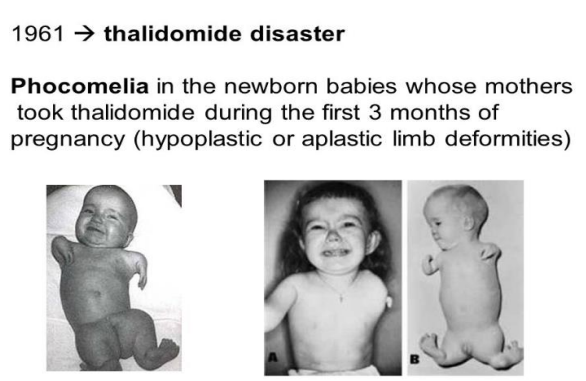 1961 → thalidomide disaster
Phocomelia in the newborn babies whose mothers
took thalidomide during the first 3 months of
pregnancy (hypoplastic or aplastic limb deformities)
A
B